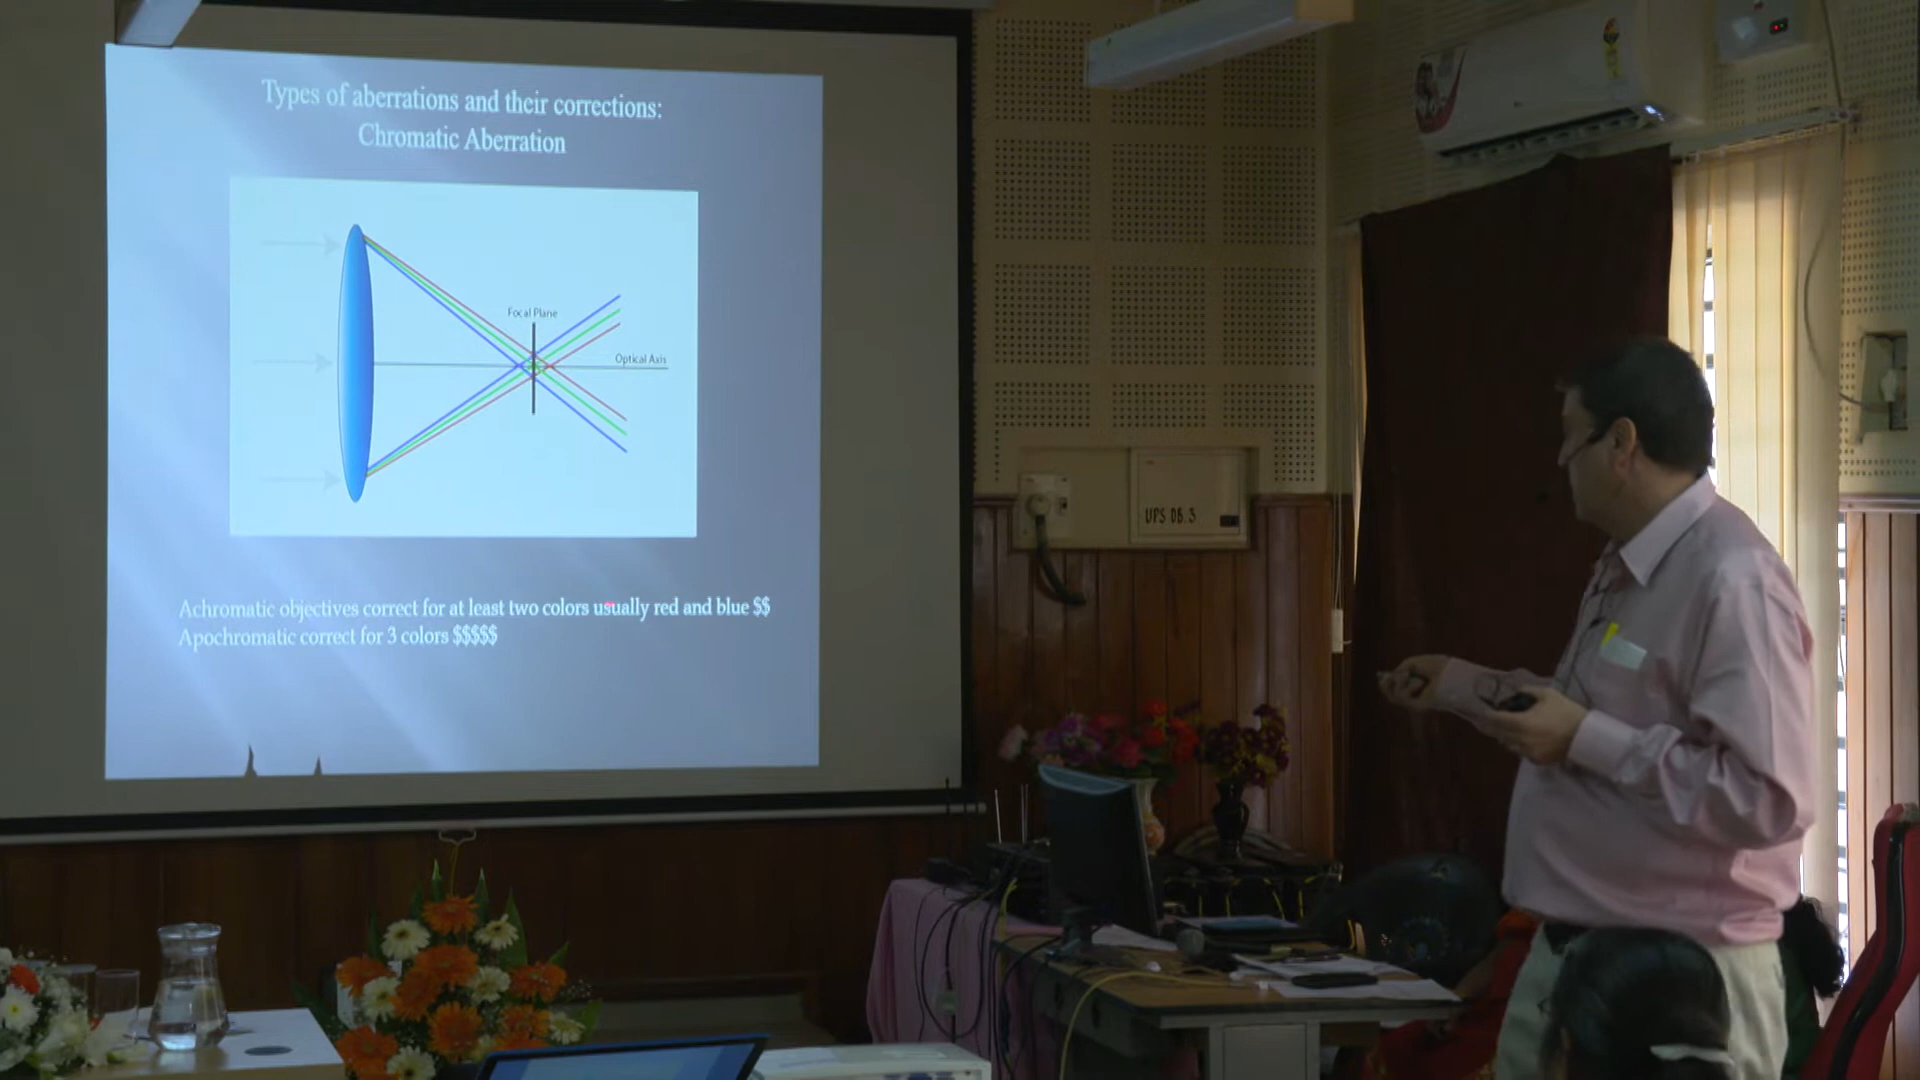 Types of aberrations and their corrections:
Chromatic Aberration
Focal Plane
Optical Axis
Achromatic objectives correct for at least two colors usually red and blue $$
Apochromatic correct for 3 colors $$$$$
UPS DB.3